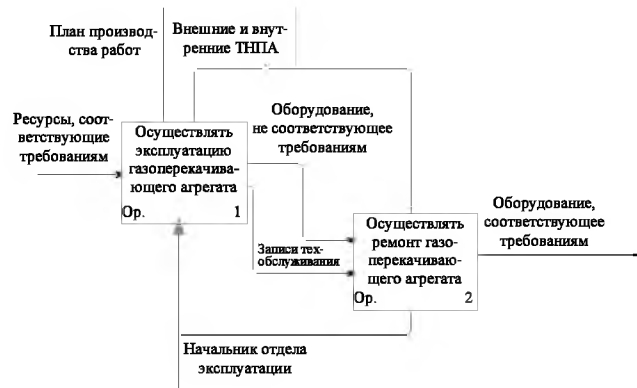 План производ-
ства работ
Внешние и внут-
ренние ТНПА
Ресурсы, соот-
ветствующие
требованиям
Осуществлять
эксплуатацию
газоперекачива-
ющего агрегата
Ор. 1
Оборудование,
не соответствующее
требованиям
Записи тех-
обслуживания
Осуществлять
ремонт газо-
перекачиваю-
щего агрегата
Ор. 2
Оборудование,
соответствующее
требованиям
Начальник отдела
эксплуатации